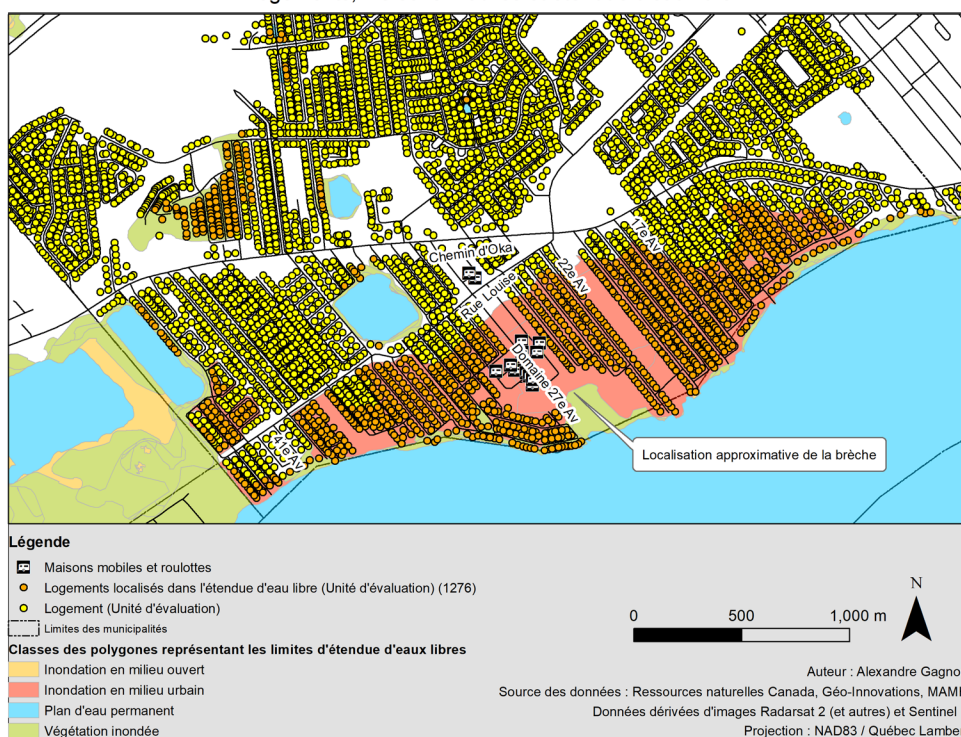 Chemin d'Oka
17e Av
22e Av
Rue Louise
Domaine 27e Av
41e Av
Localisation approximative de la brèche
Légende
Maisons mobiles et roulottes
Logements localisés dans l'étendue d'eau libre (Unité d'évaluation) (1276)
Logement (Unité d'évaluation)
Limites des municipalités
Classes des polygones représentant les limites d'étendue d'eaux libres
Inondation en milieu ouvert
Inondation en milieu urbain
Plan d'eau permanent
Végétation inondée
N
0 500 1,000 m
Auteur : Alexandre Gagno
Source des données : Ressources naturelles Canada, Géo-Innovations, MAM
Données dérivées d'images Radarsat 2 (et autres) et Sentinel
Projection : NAD83 / Québec Lamber